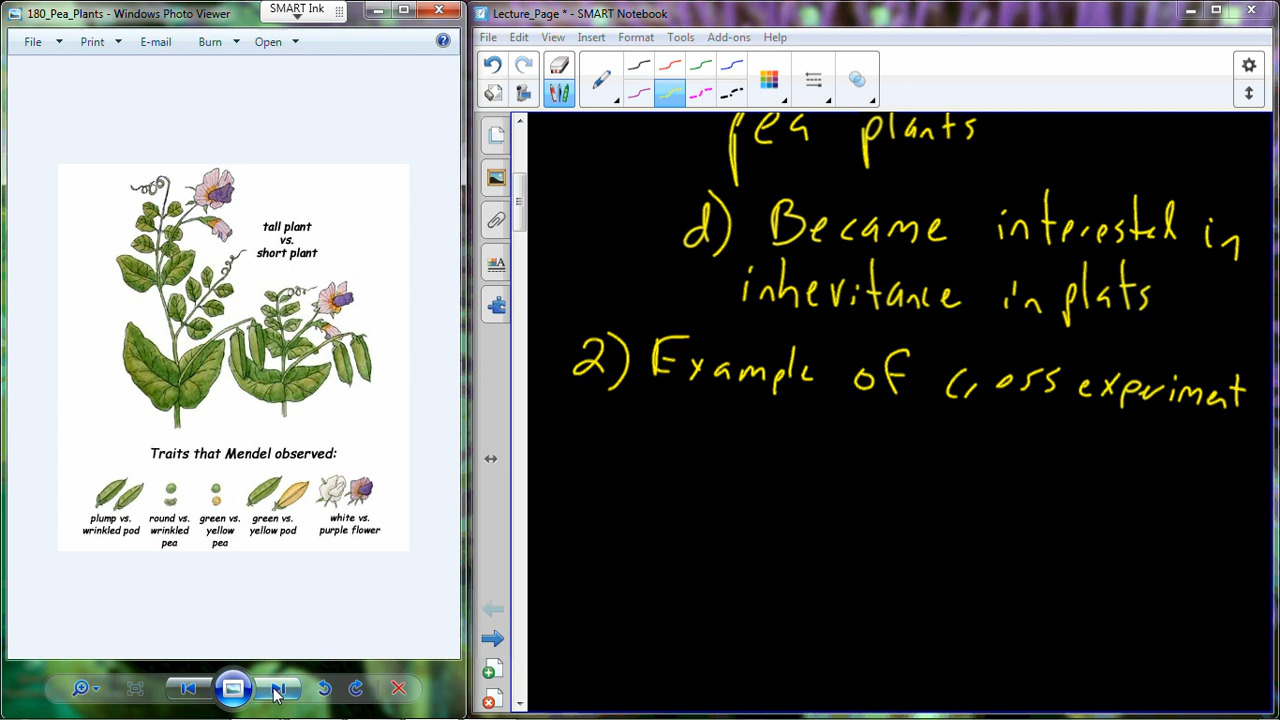 180_Pea_Plants - Windows Photo Viewer
SMART Ink
File Print E-mail Burn Open
tall plant
vs.
short plant
Traits that Mendel observed:
plump vs.
wrinkled pod
round vs.
wrinkled
pea
green vs.
yellow
pea
green vs.
yellow pod
white vs.
purple flower
Lecture_Page * - SMART Notebook
File Edit View Insert Format Tools Add-ons Help
pea plants
d) Became interested in
inheritance in plats
2) Example of cross experiment